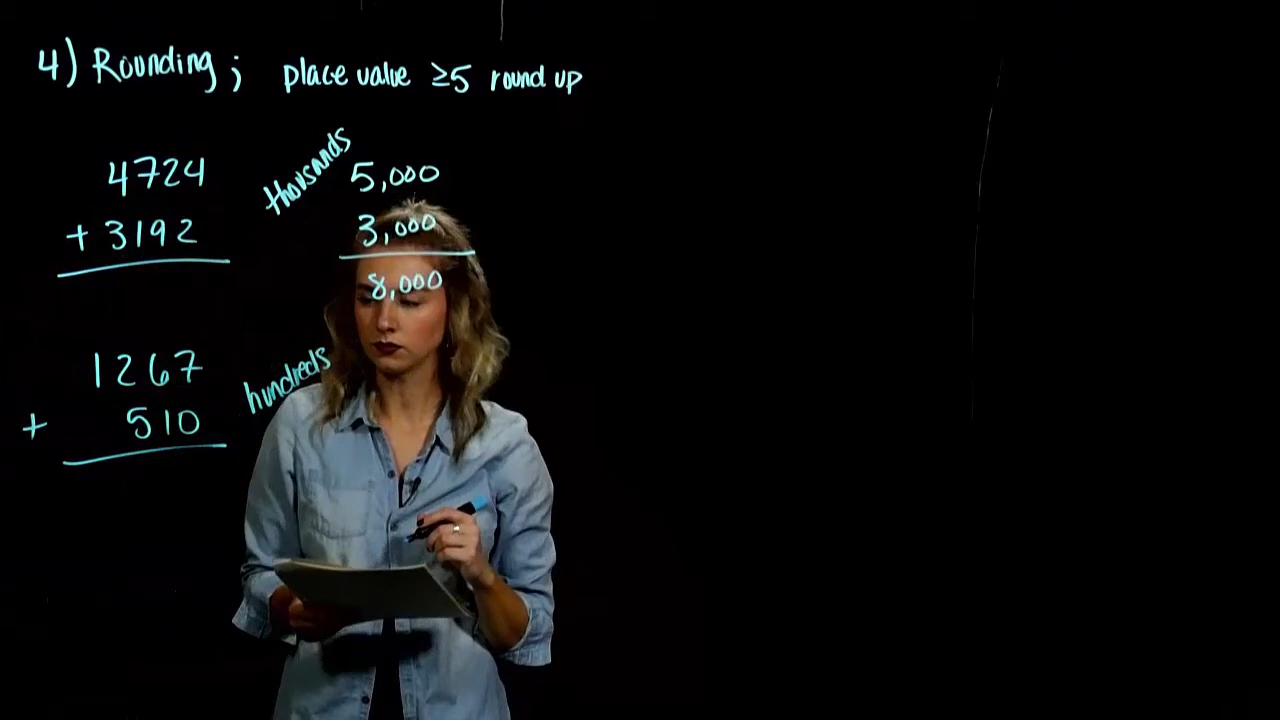 4) Rounding; place value ≥5 round up
4724
+ 3192
thousands
5,000
3,000
8,000
1267
+ 510
hundreds